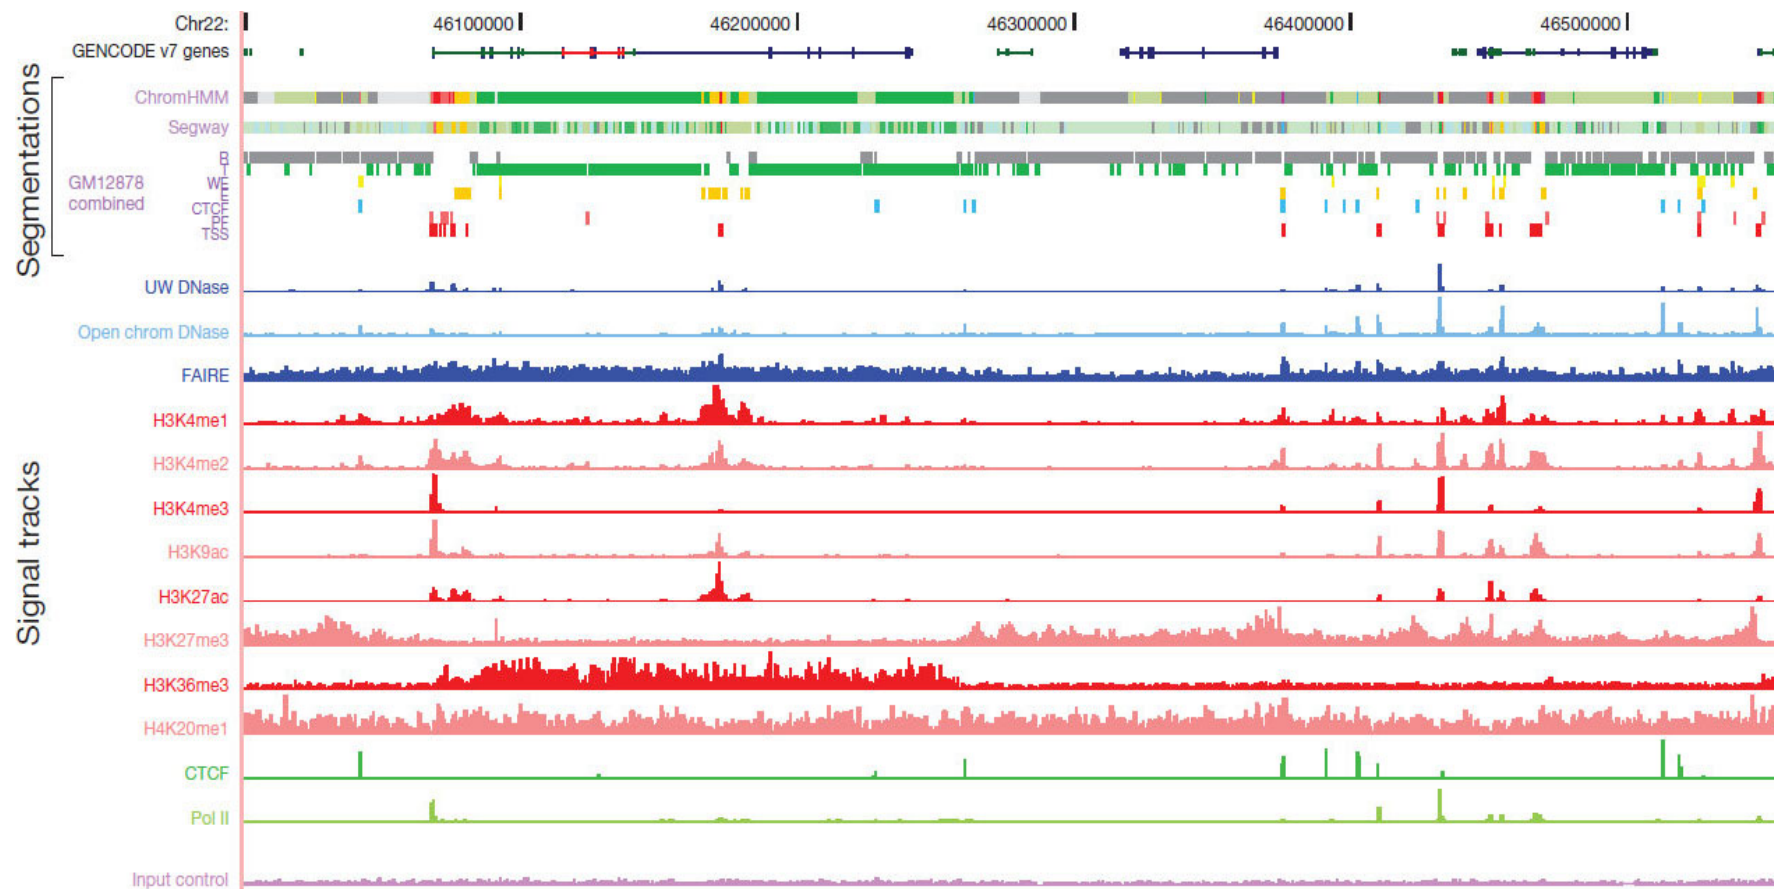 Chr22: 46100000 46200000 46300000 46400000 46500000
GENCODE v7 genes
Segmentations
ChromHMM
Segway
GM12878
combined
R
T
WE
E
CTCF
PF
TSS
Signal tracks
UW DNase
Open chrom DNase
FAIRE
H3K4me1
H3K4me2
H3K4me3
H3K9ac
H3K27ac
H3K27me3
H3K36me3
H4K20me1
CTCF
Pol II
Input control